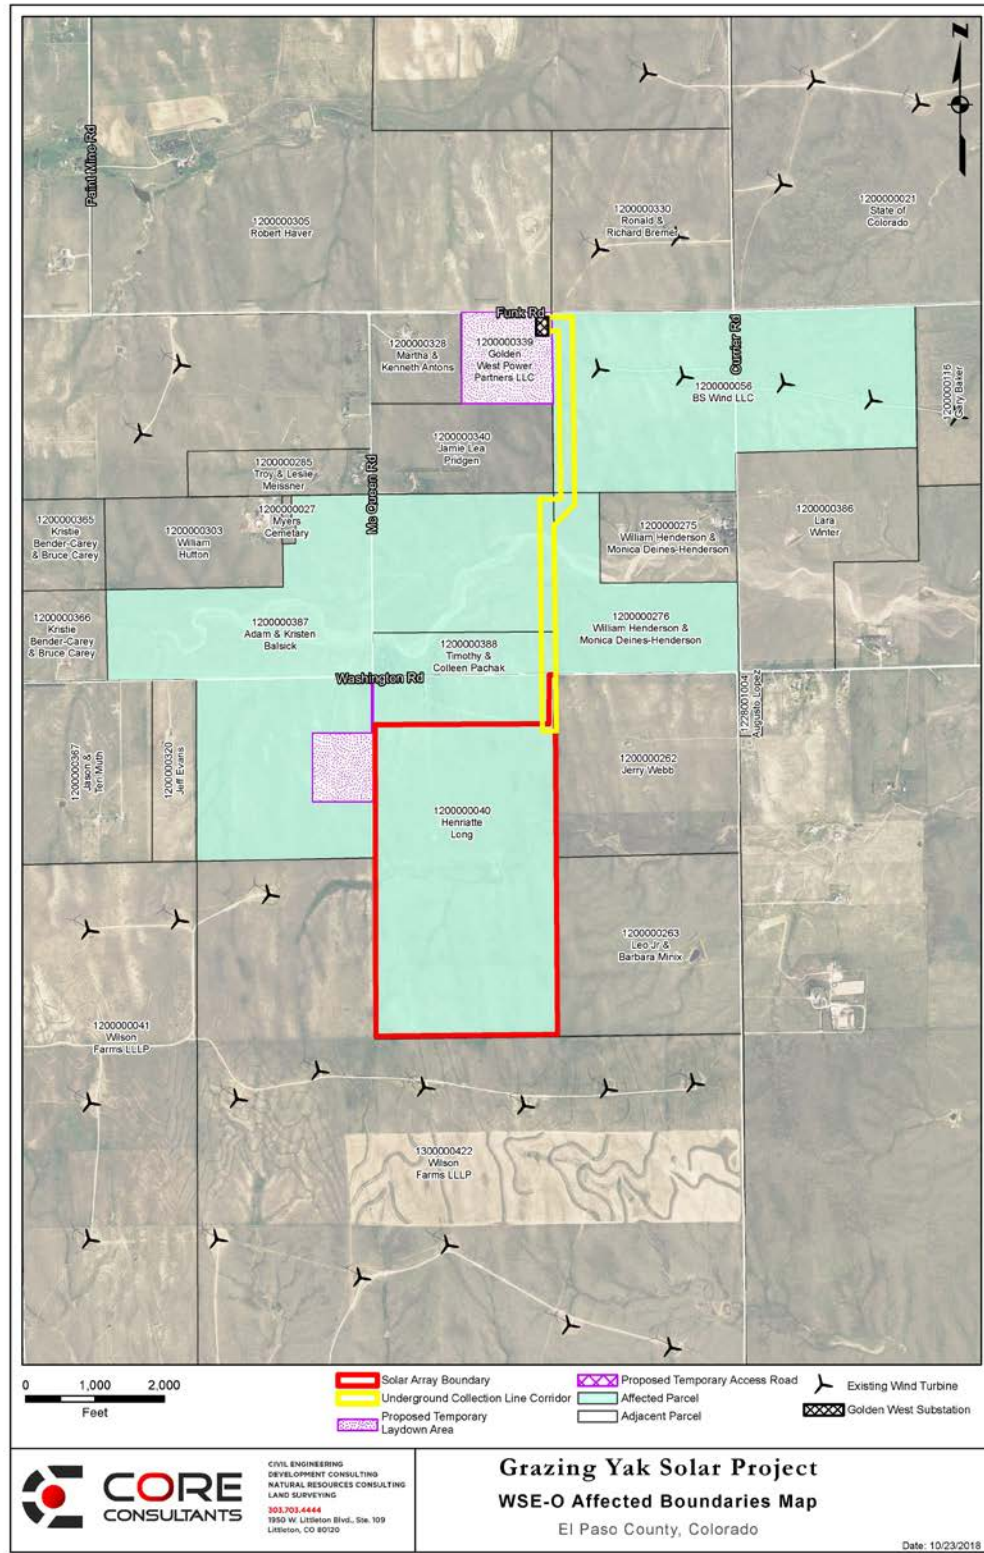 N
Paint Mine Rd
1200000305
Robert Haver
1200000330
Ronald &
Richard Bremer
1200000021
State of
Colorado
Funk Rd
1200000328
Martha &
Kenneth Antons
1200000339
Golden
West Power
Partners LLC
Currier Rd
1200000056
BS Wind LLC
1200000116
Gary Baker
1200000340
Jamie Lea
Pridgen
Mc Queen Rd
1200000285
Troy & Leslie
Meissner
1200000027
Myers
Cemetary
1200000365
Kristie
Bender-Carey
& Bruce Carey
1200000303
William
Hutton
1200000275
William Henderson &
Monica Deines-Henderson
1200000386
Lara
Winter
1200000366
Kristie
Bender-Carey
& Bruce Carey
1200000387
Adam & Kristen
Balsick
1200000388
Timothy &
Colleen Pachak
1200000276
William Henderson &
Monica Deines-Henderson
Washington Rd
1228001004
Augusto Lopez
1200000367
Jason &
Teri Muth
1200000320
Jeff Evans
1200000262
Jerry Webb
1200000040
Henriatte
Long
1200000263
Leo Jr &
Barbara Minix
1200000041
Wilson
Farms LLLP
1300000422
Wilson
Farms LLLP
0 1,000 2,000
Feet
Solar Array Boundary
Underground Collection Line Corridor
Proposed Temporary
Laydown Area
Proposed Temporary Access Road
Affected Parcel
Adjacent Parcel
Existing Wind Turbine
Golden West Substation
CORE
CONSULTANTS
CIVIL ENGINEERING
DEVELOPMENT CONSULTING
NATURAL RESOURCES CONSULTING
LAND SURVEYING
303.703.4444
1950 W. Littleton Blvd., Ste. 109
Littleton, CO 80120
Grazing Yak Solar Project
WSE-O Affected Boundaries Map
El Paso County, Colorado
Date: 10/23/2018